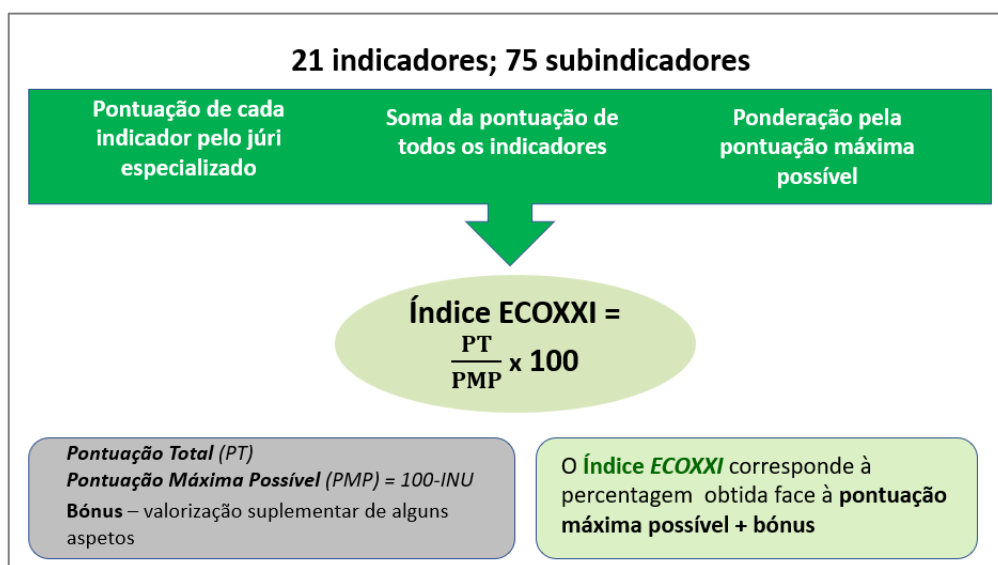 21 indicadores; 75 subindicadores
Pontuação de cada
indicador pelo júri
especializado
Soma da pontuação de
todos os indicadores
Ponderação pela
pontuação máxima
possível
Índice ECOXXI =
PT
PMP
x 100
Pontuação Total (PT)
Pontuação Máxima Possível (PMP) = 100-INU
Bónus – valorização suplementar de alguns
aspetos
O Índice ECOXXI corresponde à
percentagem obtida face à pontuação
máxima possível + bónus